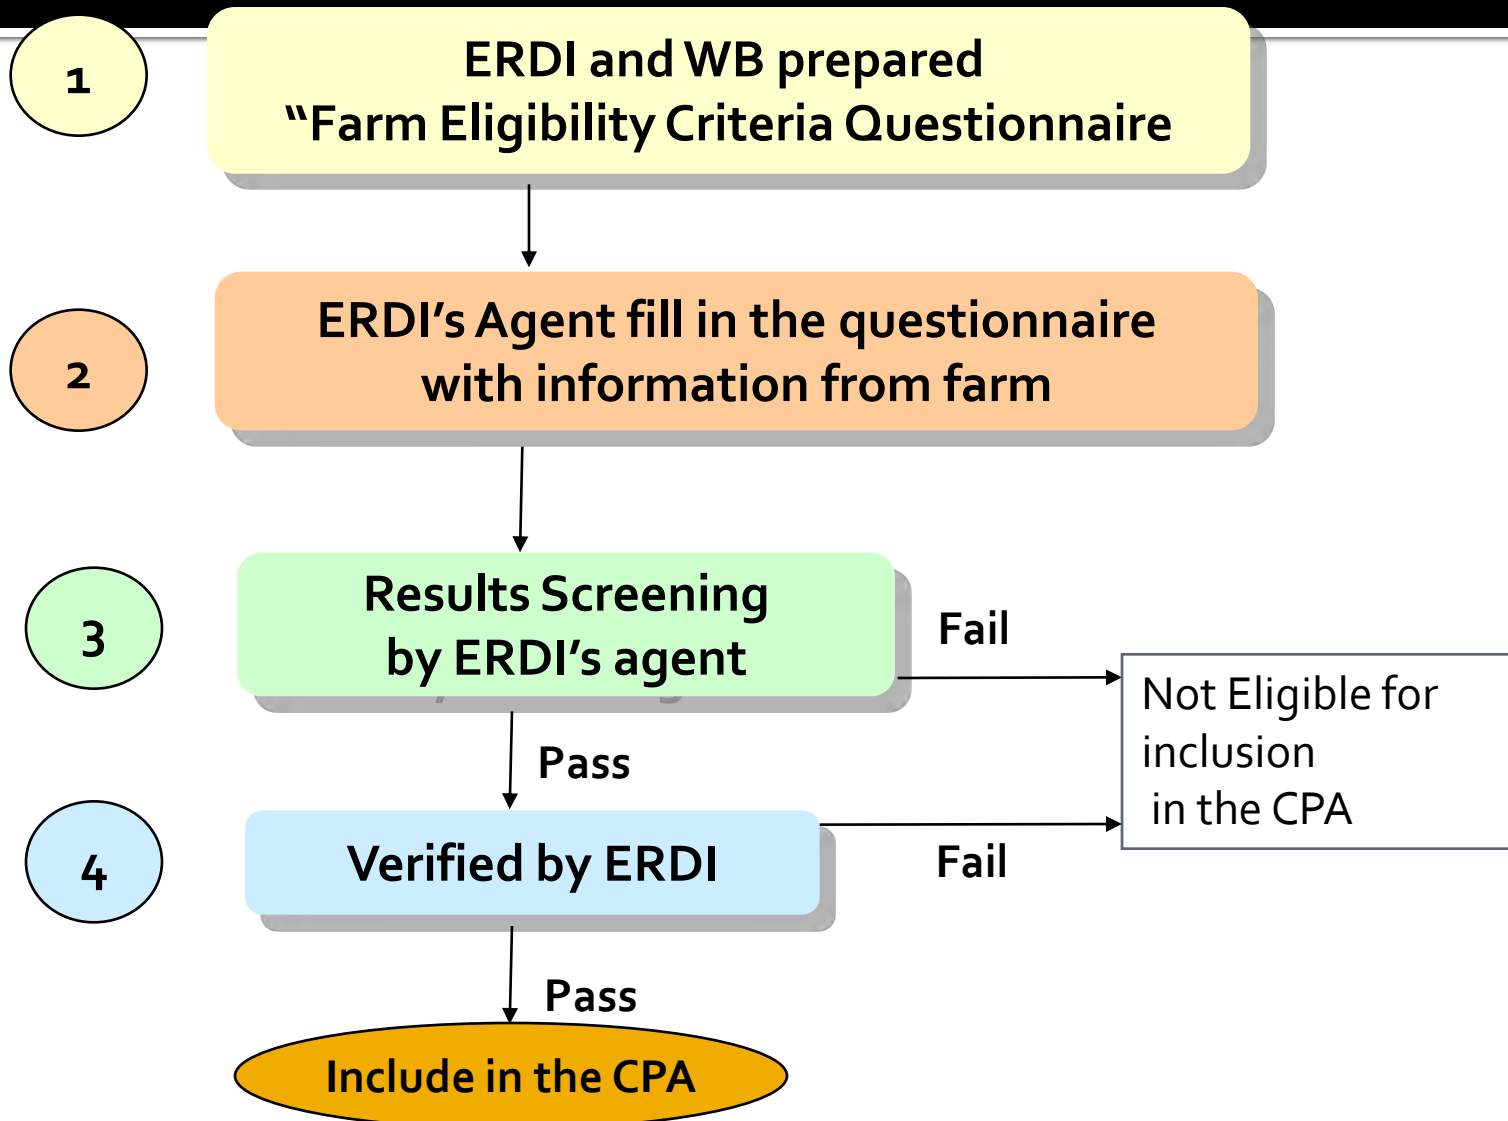 1
ERDI and WB prepared
“Farm Eligibility Criteria Questionnaire
2
ERDI’s Agent fill in the questionnaire
with information from farm
3
Results Screening
by ERDI’s agent
Fail
Not Eligible for
inclusion
in the CPA
Pass
4
Verified by ERDI
Fail
Pass
Include in the CPA